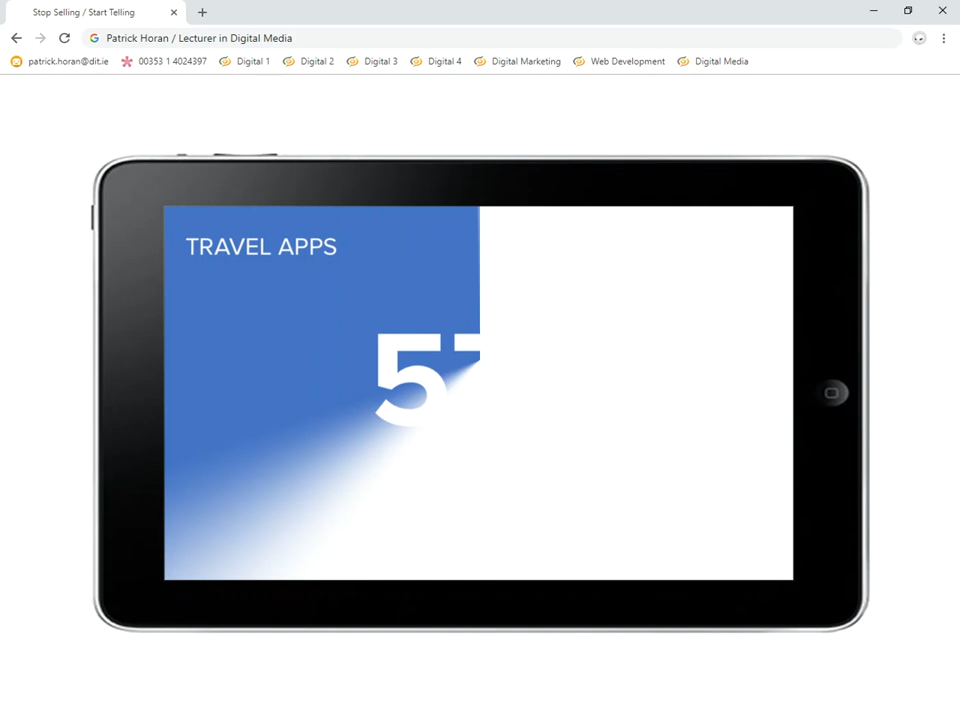 Stop Selling / Start Telling
Patrick Horan / Lecturer in Digital Media
patrick.horan@dit.ie 00353 1 4024397 Digital 1 Digital 2 Digital 3 Digital 4 Digital Marketing Web Development Digital Media
TRAVEL APPS
5